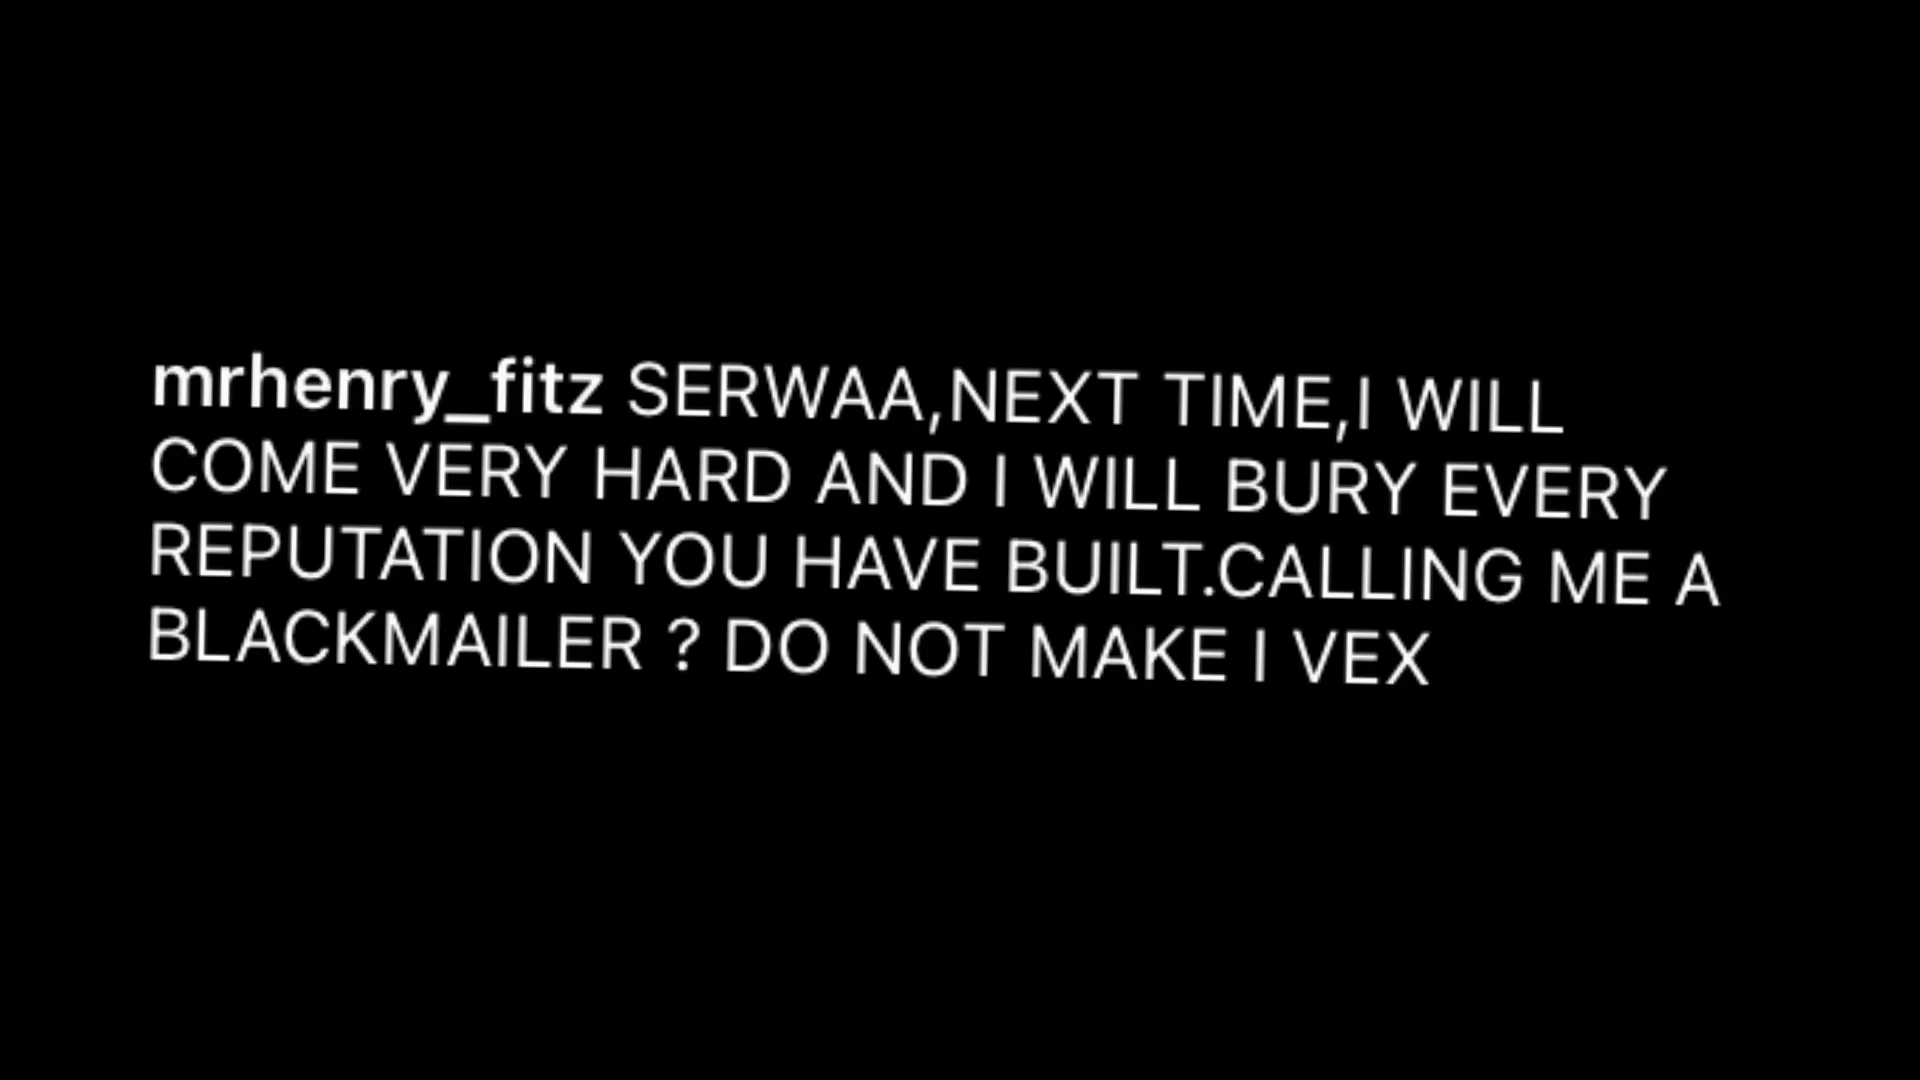 mrhenry_fitz SERWAA,NEXT TIME,I WILL
COME VERY HARD AND I WILL BURY EVERY
REPUTATION YOU HAVE BUILT.CALLING ME A
BLACKMAILER ? DO NOT MAKE I VEX